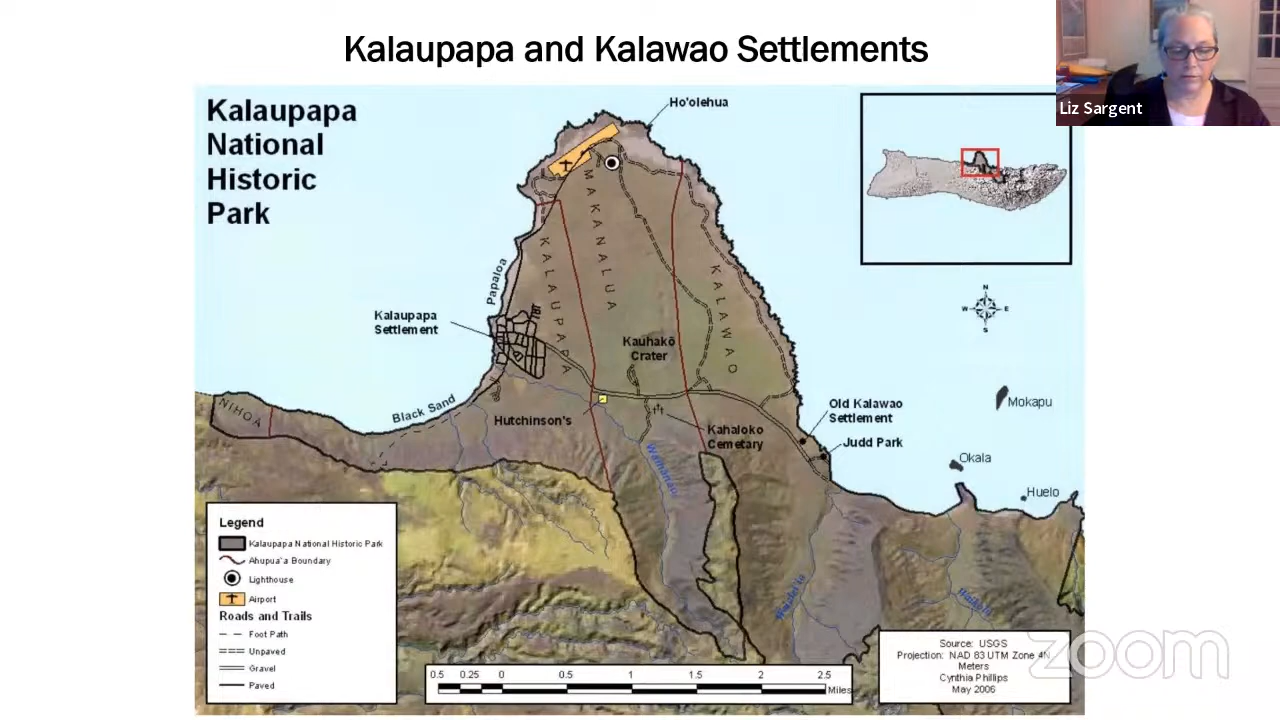 Kalaupapa and Kalawao Settlements
Liz Sargent
Kalaupapa
National
Historic
Park
Ho'olehua
MAKANALUA
KALAUPAPA
KALAWAO
Papaloa
Kalaupapa
Settlement
Kauhakō
Crater
N
W E
S
NIHOA
Black Sand
Hutchinson's
Kahaloko
Cemetary
Old Kalawao
Settlement
Judd Park
Mokapu
Okala
Huelo
Waihanau
Legend
Kalaupapa National Historic Park
Ahupua'a Boundary
Lighthouse
Airport
Roads and Trails
Foot Path
Unpaved
Gravel
Paved
0.5 0.25 0 0.5 1 1.5 2 2.5
Miles
Source: USGS
Projection: NAD 83 UTM Zone 4N
Meters
Cynthia Phillips
May 2006
zoom